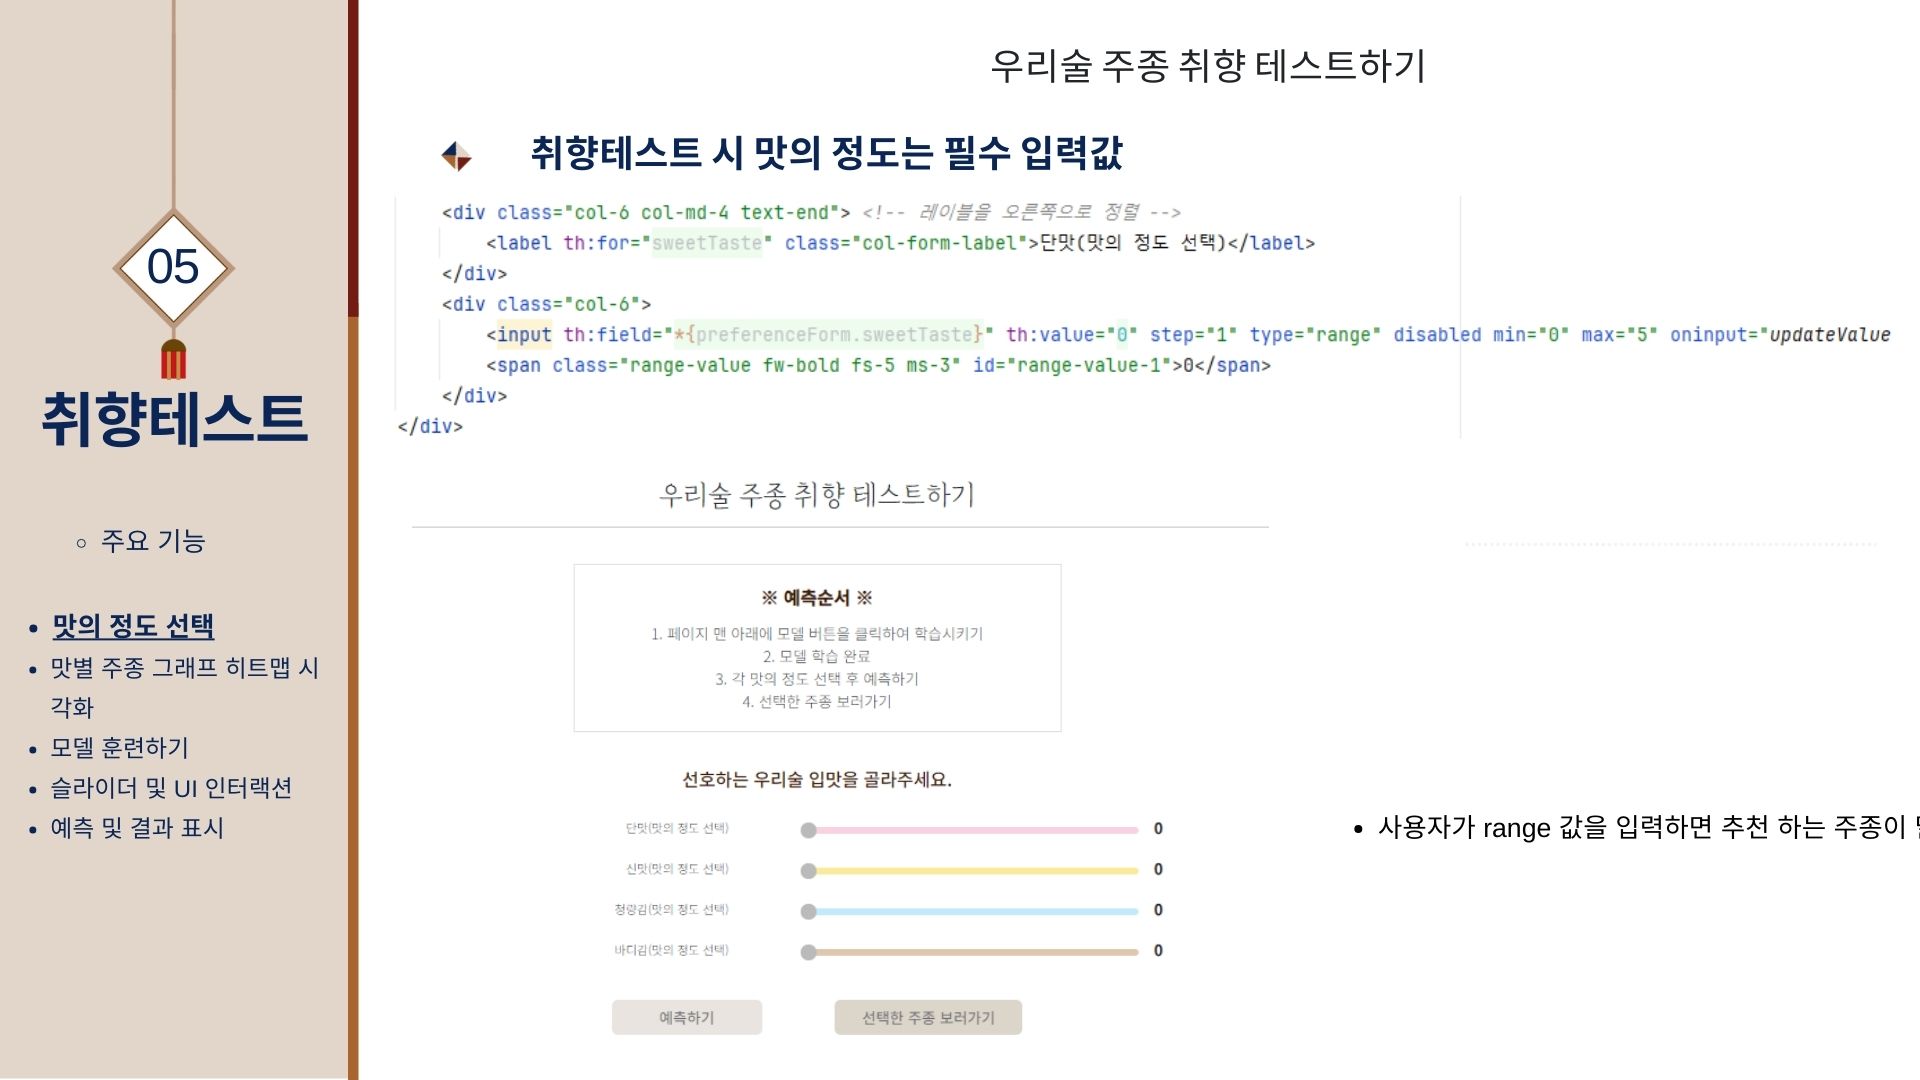 05
취향테스트
주요 기능
맛의 정도 선택
맛별 주종 그래프 히트맵 시
각화
모델 훈련하기
슬라이더 및 UI 인터랙션
예측 및 결과 표시
우리술 주종 취향 테스트하기
취향테스트 시 맛의 정도는 필수 입력값
<div class="col-6 col-md-4 text-end"> <!-- 레이블을 오른쪽으로 정렬 -->
<label th:for="sweetTaste" class="col-form-label">단맛(맛의 정도 선택)</label>
</div>
<div class="col-6">
<input th:field="*{preferenceForm.sweetTaste}" th:value="0" step="1" type="range" disabled min="0" max="5" oninput="updateValue
<span class="range-value fw-bold fs-5 ms-3" id="range-value-1">0</span>
</div>
</div>
우리술 주종 취향 테스트하기
※ 예측순서 ※
1. 페이지 맨 아래에 모델 버튼을 클릭하여 학습시키기
2. 모델 학습 완료
3. 각 맛의 정도 선택 후 예측하기
4. 선택한 주종 보러가기
선호하는 우리술 입맛을 골라주세요.
단맛(맛의 정도 선택) 0
신맛(맛의 정도 선택) 0
청량감(맛의 정도 선택) 0
바디감(맛의 정도 선택) 0
예측하기 선택한 주종 보러가기
사용자가 range 값을 입력하면 추천 하는 주종이